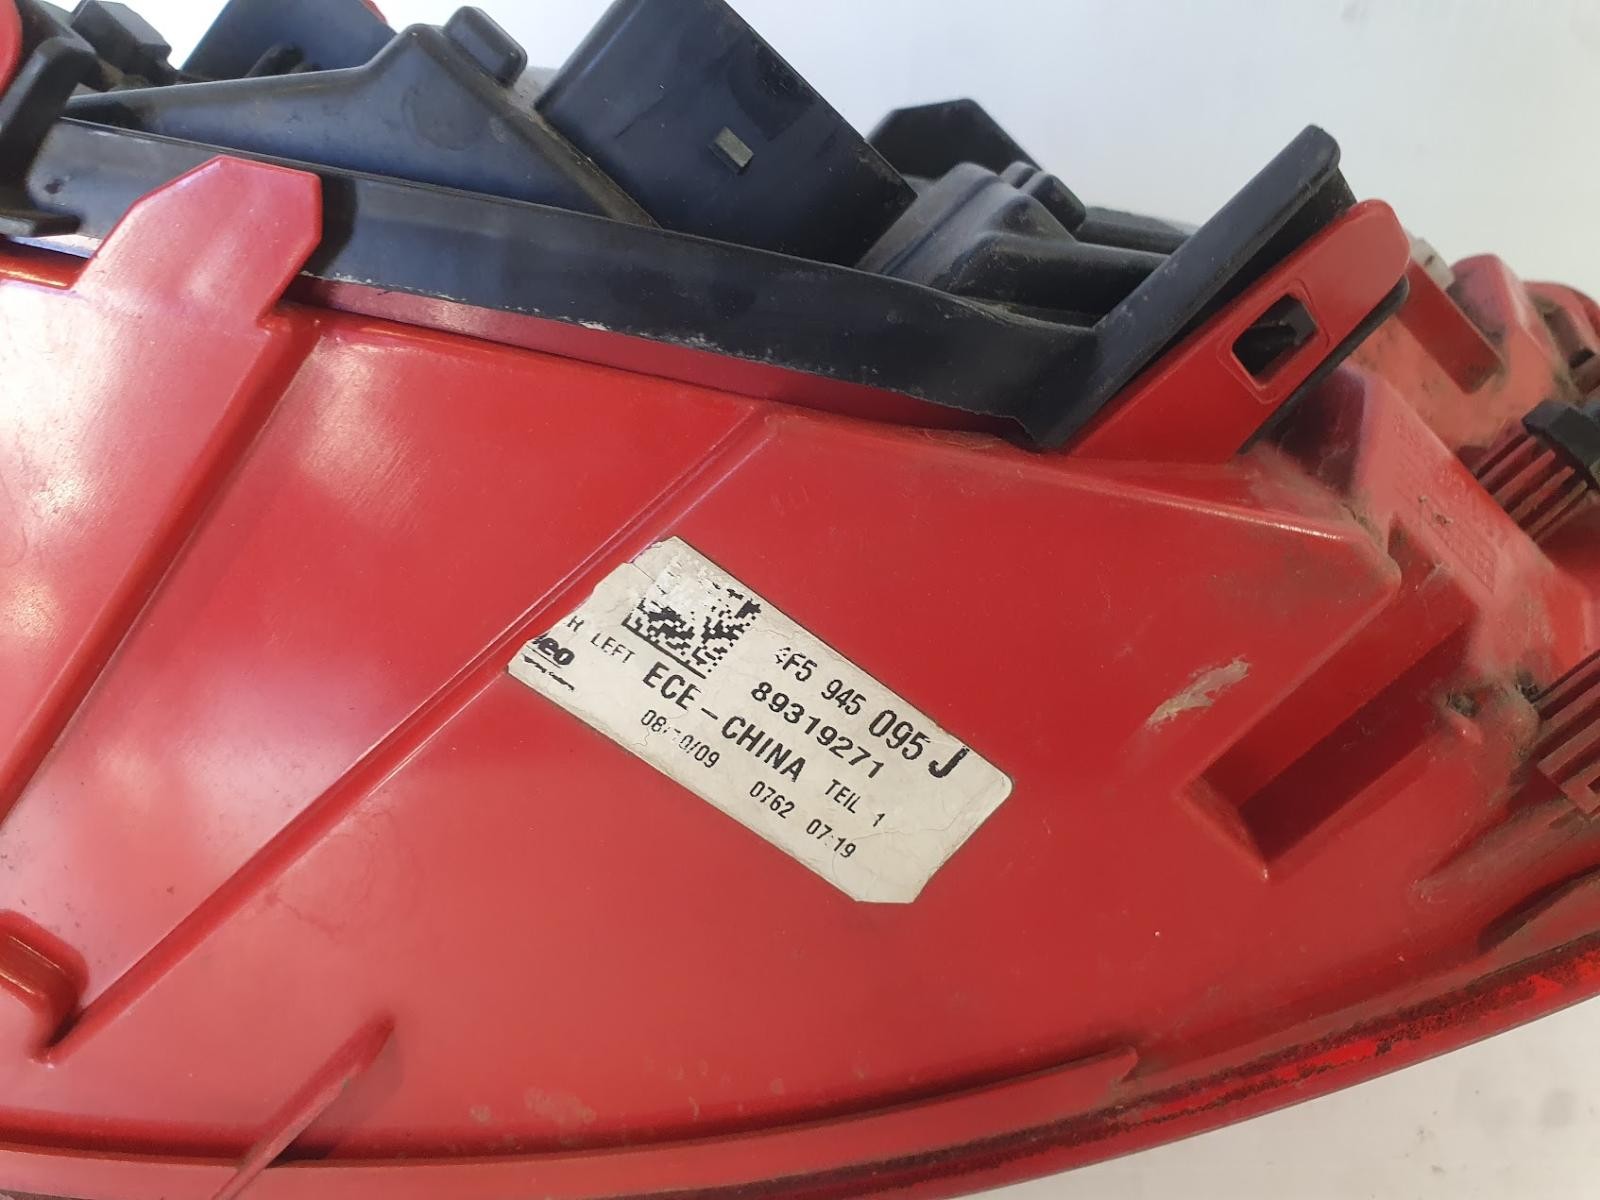 4F5 945 095 J
89319271
LEFT ECE-CHINA TEIL 1
0762 07:19